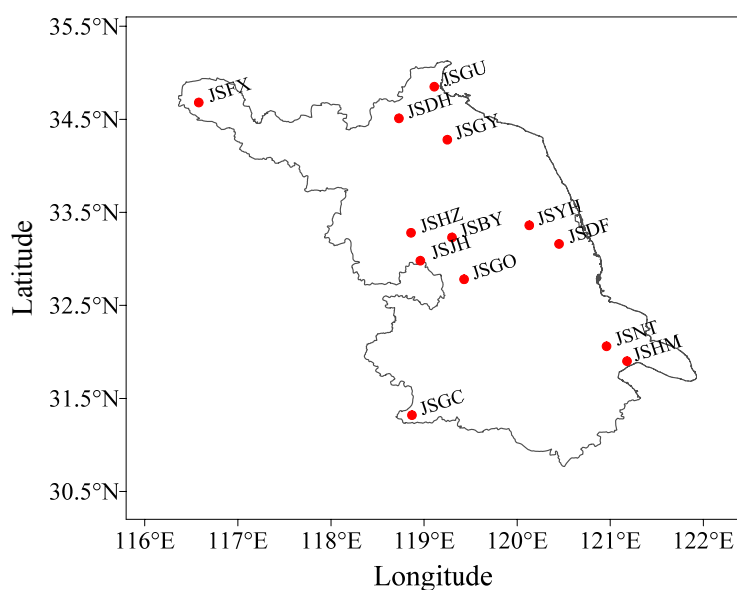 35.5°N
34.5°N
33.5°N
32.5°N
31.5°N
30.5°N
Latitude
JSFX
JSGU
JSDH
JSGY
JSHZ
JSBY
JSYH
JSDF
JSJH
JSGO
JSNT
JSHM
JSGC
116°E 117°E 118°E 119°E 120°E 121°E 122°E
Longitude